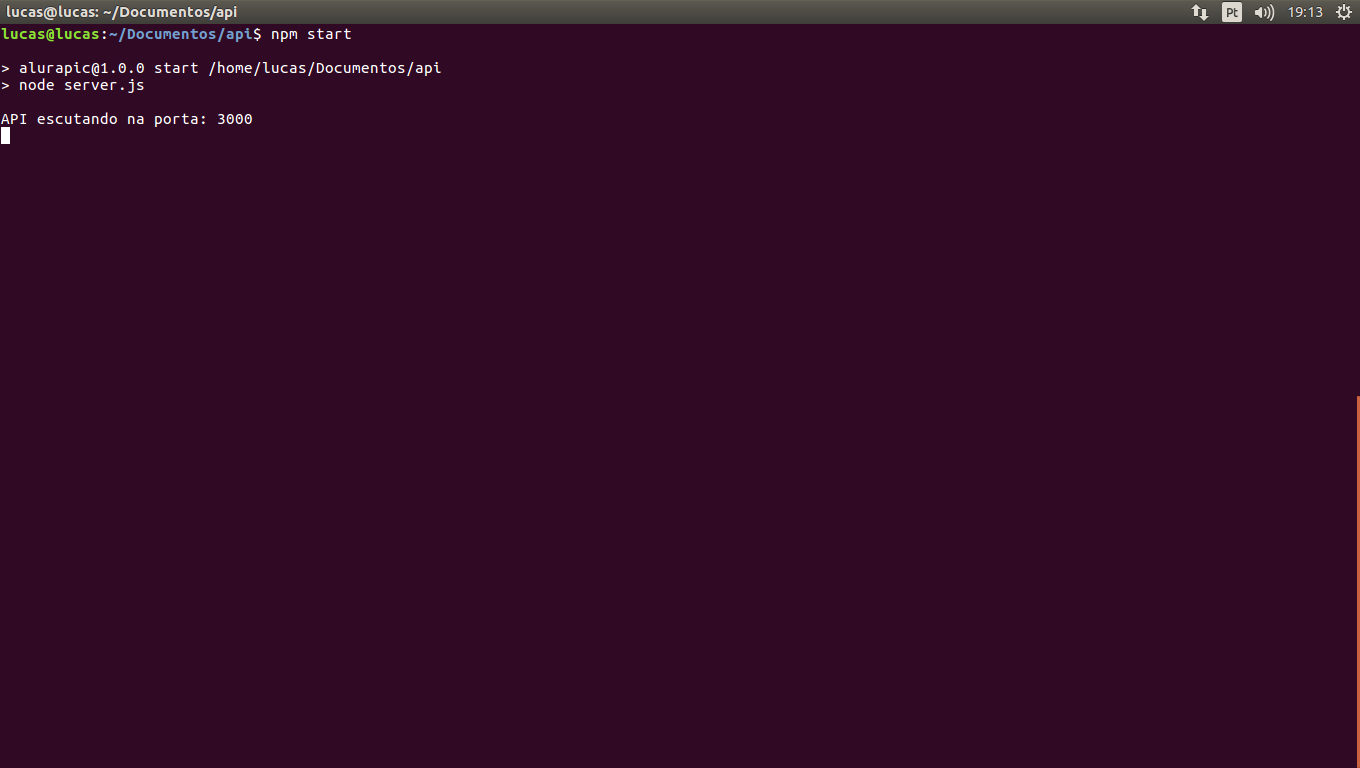 lucas@lucas: ~/Documentos/api
Pt
19:13
lucas@lucas:~/Documentos/api$ npm start
> alurapic@1.0.0 start /home/lucas/Documentos/api
> node server.js
API escutando na porta: 3000